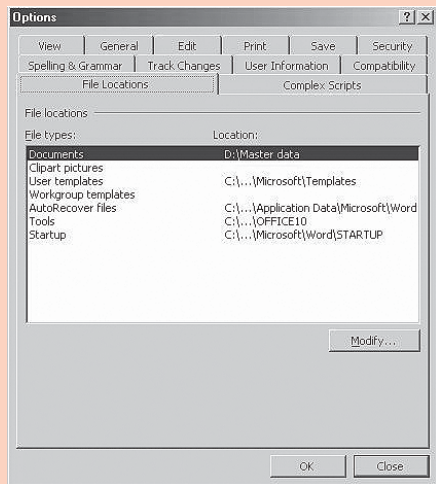 Options
View General Edit Print Save Security
Spelling & Grammar Track Changes User Information Compatibility
File Locations Complex Scripts
File locations
File types: Location:
Documents D:\Master data
Clipart pictures
User templates C:\...\Microsoft\Templates
Workgroup templates
AutoRecover files C:\...\Application Data\Microsoft\Word
Tools C:\...\OFFICE10
Startup C:\...\Microsoft\Word\STARTUP
Modify...
OK Close